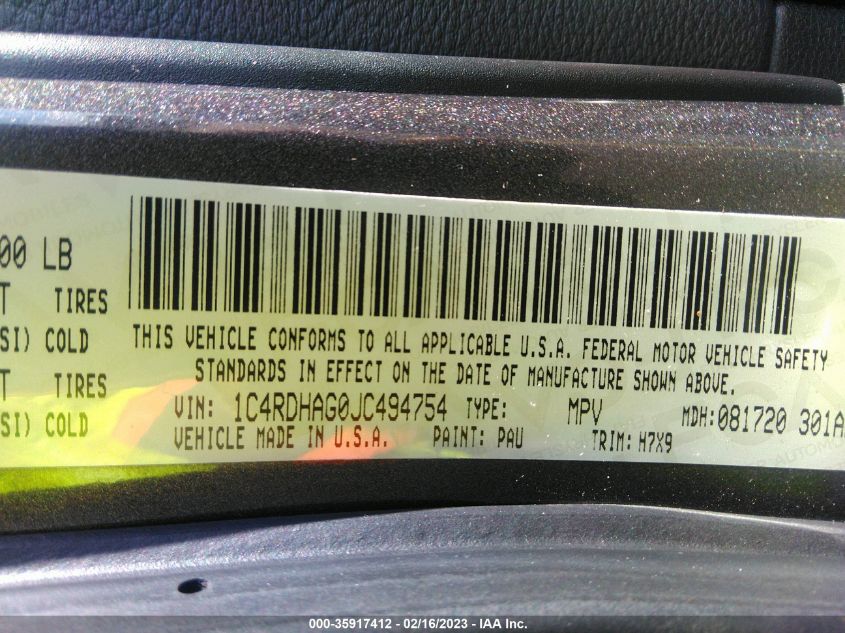 00 LB
T TIRES
SI) COLD
T TIRES
SI) COLD
THIS VEHICLE CONFORMS TO ALL APPLICABLE U.S.A. FEDERAL MOTOR VEHICLE SAFETY
STANDARDS IN EFFECT ON THE DATE OF MANUFACTURE SHOWN ABOVE.
VIN: 1C4RDHAG0JC494754 TYPE: MPV MDH:081720 301A
VEHICLE MADE IN U.S.A. PAINT: PAU TRIM: H7X9
000-35917412 - 02/16/2023 - IAA Inc.